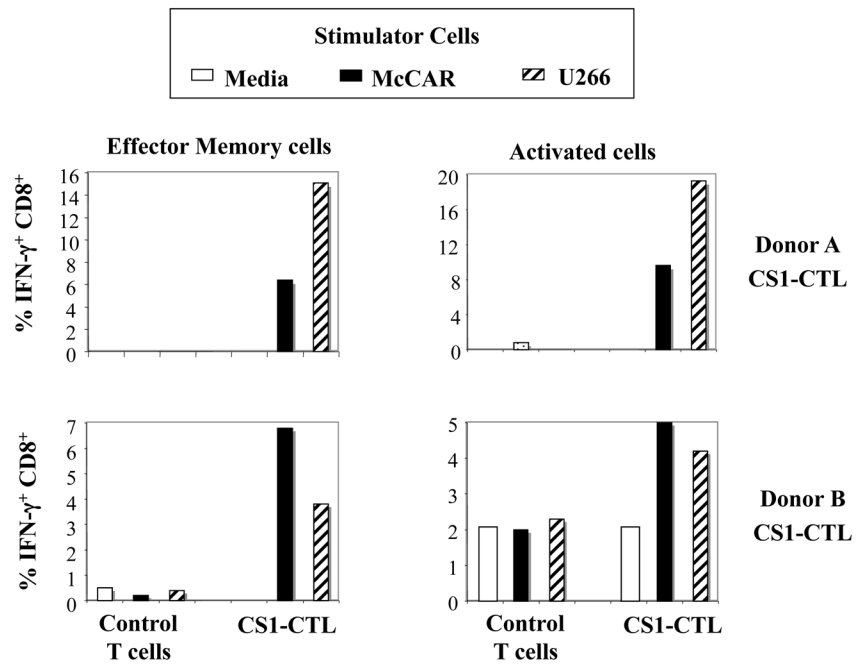 Stimulator Cells
Media McCAR U266
Effector Memory cells
Activated cells
% IFN-γ+ CD8+
16
14
12
10
8
6
4
2
0
20
16
12
8
4
0
Donor A
CS1-CTL
% IFN-γ+ CD8+
7
6
5
4
3
2
1
0
5
4
3
2
1
0
Donor B
CS1-CTL
Control
T cells
CS1-CTL
Control
T cells
CS1-CTL